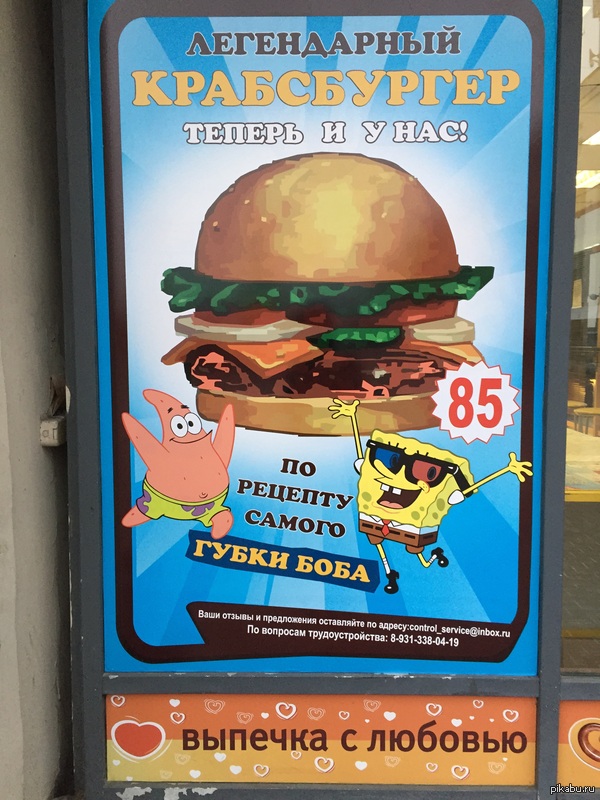 ЛЕГЕНДАРНЫЙ
КРАБСБУРГЕР
ТЕПЕРЬ И У НАС!
85
ПО
РЕЦЕПТУ
САМОГО
ГУБКИ БОБА
Ваши отзывы и предложения оставляйте по адресу:control_service@inbox.ru
По вопросам трудоустройства: 8-931-338-04-19
выпечка с любовью
pikabu.ru